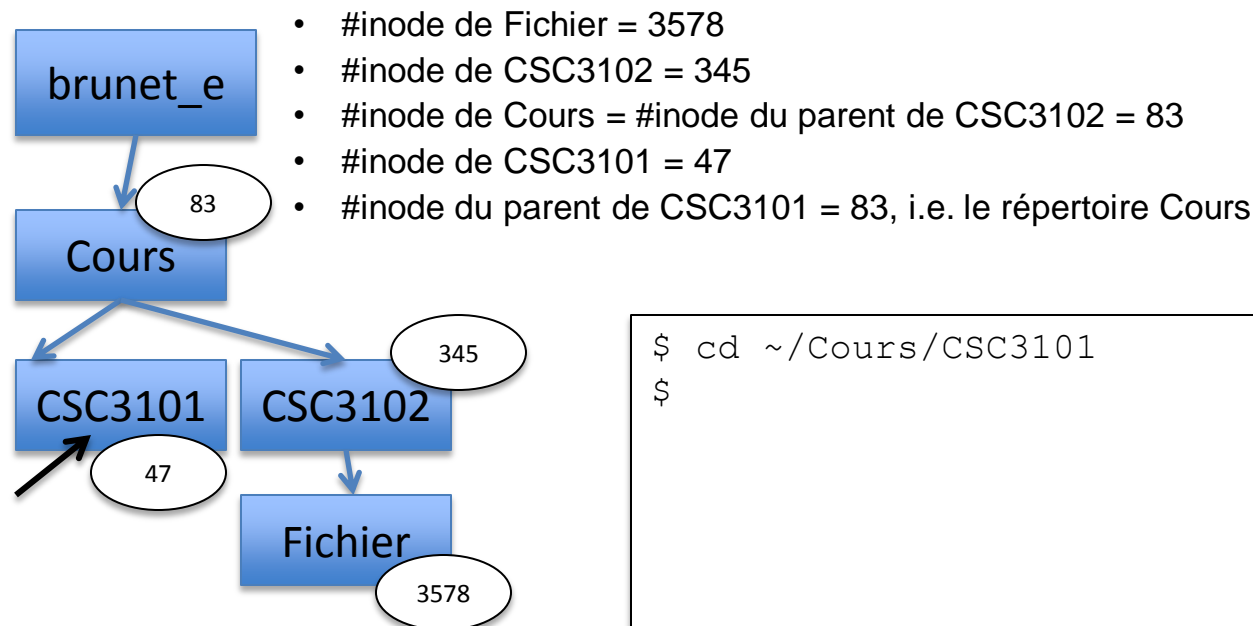 • #inode de Fichier = 3578
• #inode de CSC3102 = 345
• #inode de Cours = #inode du parent de CSC3102 = 83
• #inode de CSC3101 = 47
• #inode du parent de CSC3101 = 83, i.e. le répertoire Cours
brunet_e
83
Cours
345
CSC3101
CSC3102
47
Fichier
3578
$ cd ~/Cours/CSC3101
$